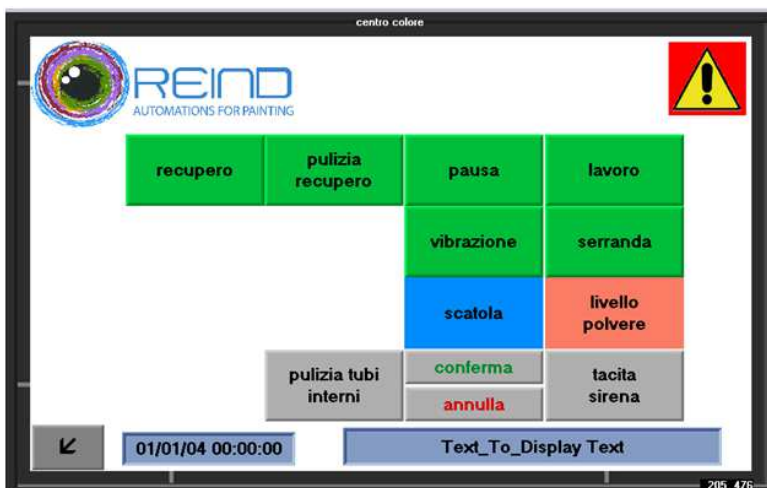 centro colore
REIND
AUTOMATIONS FOR PAINTING
recupero
pulizia
recupero
pausa
lavoro
vibrazione
serranda
scatola
livello
polvere
pulizia tubi
interni
conferma
annulla
tacita
sirena
01/01/04 00:00:00
Text_To_Display Text
205 476